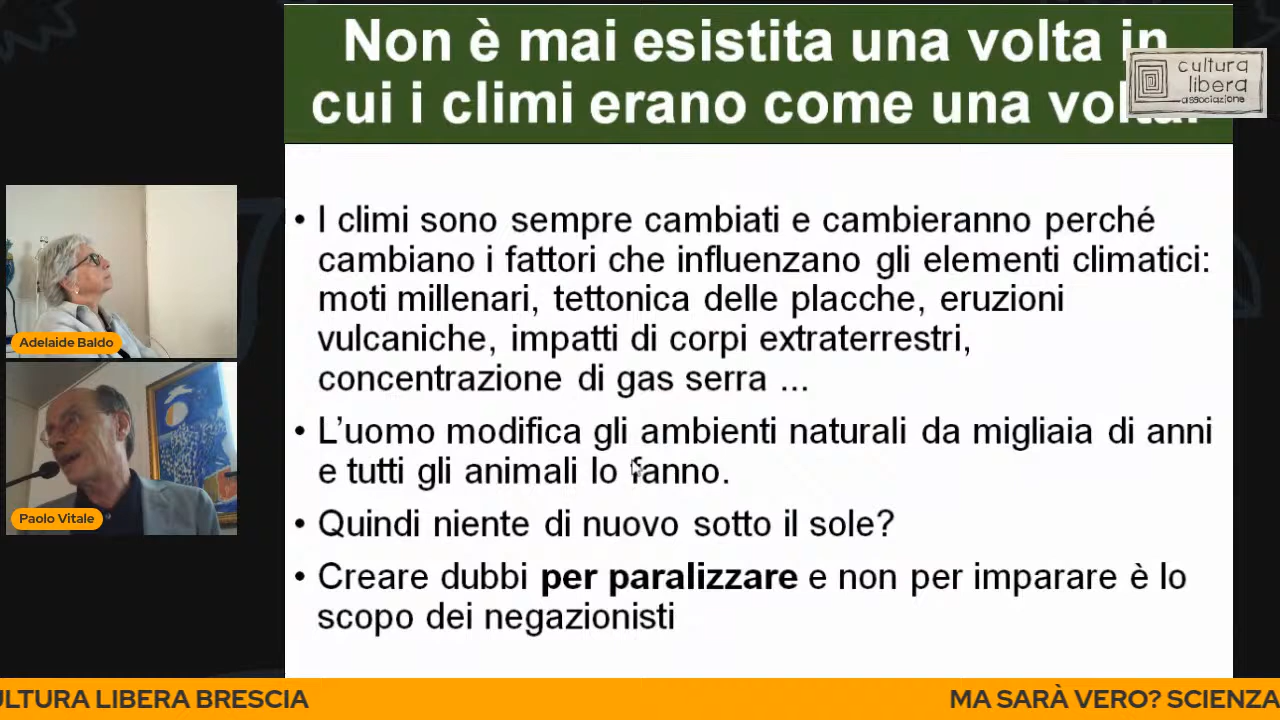 Non è mai esistita una volta in
cui i climi erano come una volta!
cultura
libera
associazione
• I climi sono sempre cambiati e cambieranno perché
cambiano i fattori che influenzano gli elementi climatici:
moti millenari, tettonica delle placche, eruzioni
vulcaniche, impatti di corpi extraterrestri,
concentrazione di gas serra ...
• L'uomo modifica gli ambienti naturali da migliaia di anni
e tutti gli animali lo fanno.
• Quindi niente di nuovo sotto il sole?
• Creare dubbi per paralizzare e non per imparare è lo
scopo dei negazionisti
Adelaide Baldo
Paolo Vitale
ULTURA LIBERA BRESCIA
MA SARÀ VERO? SCIENZA